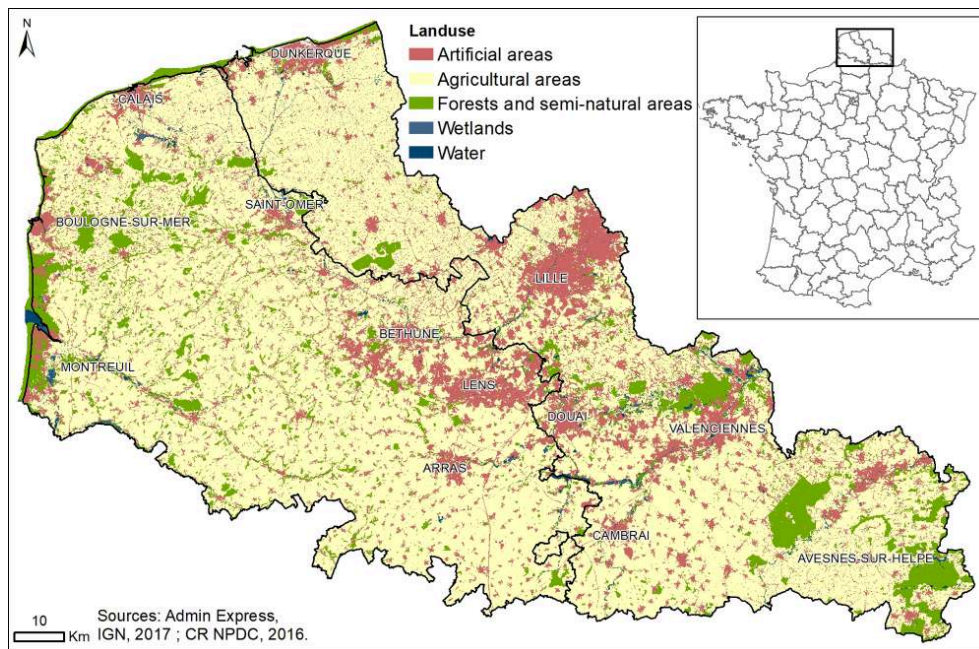 N
Landuse
Artificial areas
Agricultural areas
Forests and semi-natural areas
Wetlands
Water
DUNKERQUE
CALAIS
SAINT-OMER
BOULOGNE-SUR-MER
LILLE
BETHUNE
MONTREUIL
LENS
DOUAI
VALENCIENNES
ARRAS
CAMBRAI
AVESNES-SUR-HELPE
10
Km
Sources: Admin Express,
IGN, 2017 ; CR NPDC, 2016.